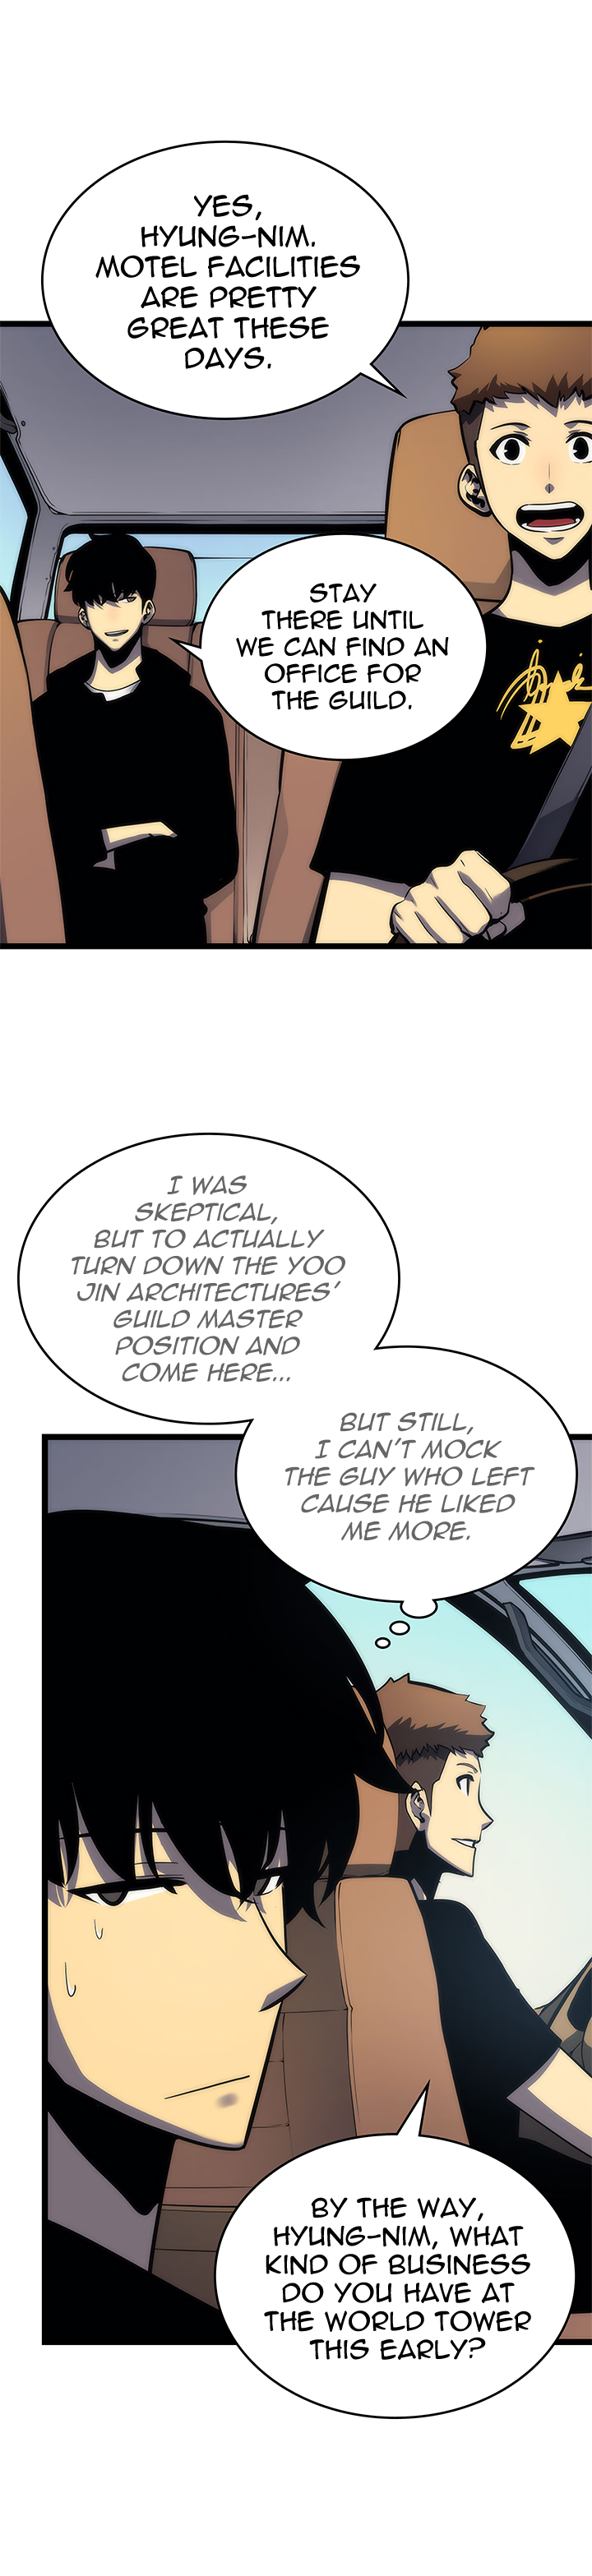 YES,
HYUNG-NIM.
MOTEL FACILITIES
ARE PRETTY
GREAT THESE
DAYS.
STAY
THERE UNTIL
WE CAN FIND AN
OFFICE FOR
THE GUILD.
I WAS
SKEPTICAL,
BUT TO ACTUALLY
TURN DOWN THE YOO
JIN ARCHITECTURES'
GUILD MASTER
POSITION AND
COME HERE...
BUT STILL,
I CAN'T MOCK
THE GUY WHO LEFT
CAUSE HE LIKED
ME MORE.
BY THE WAY,
HYUNG-NIM, WHAT
KIND OF BUSINESS
DO YOU HAVE AT
THE WORLD TOWER
THIS EARLY?